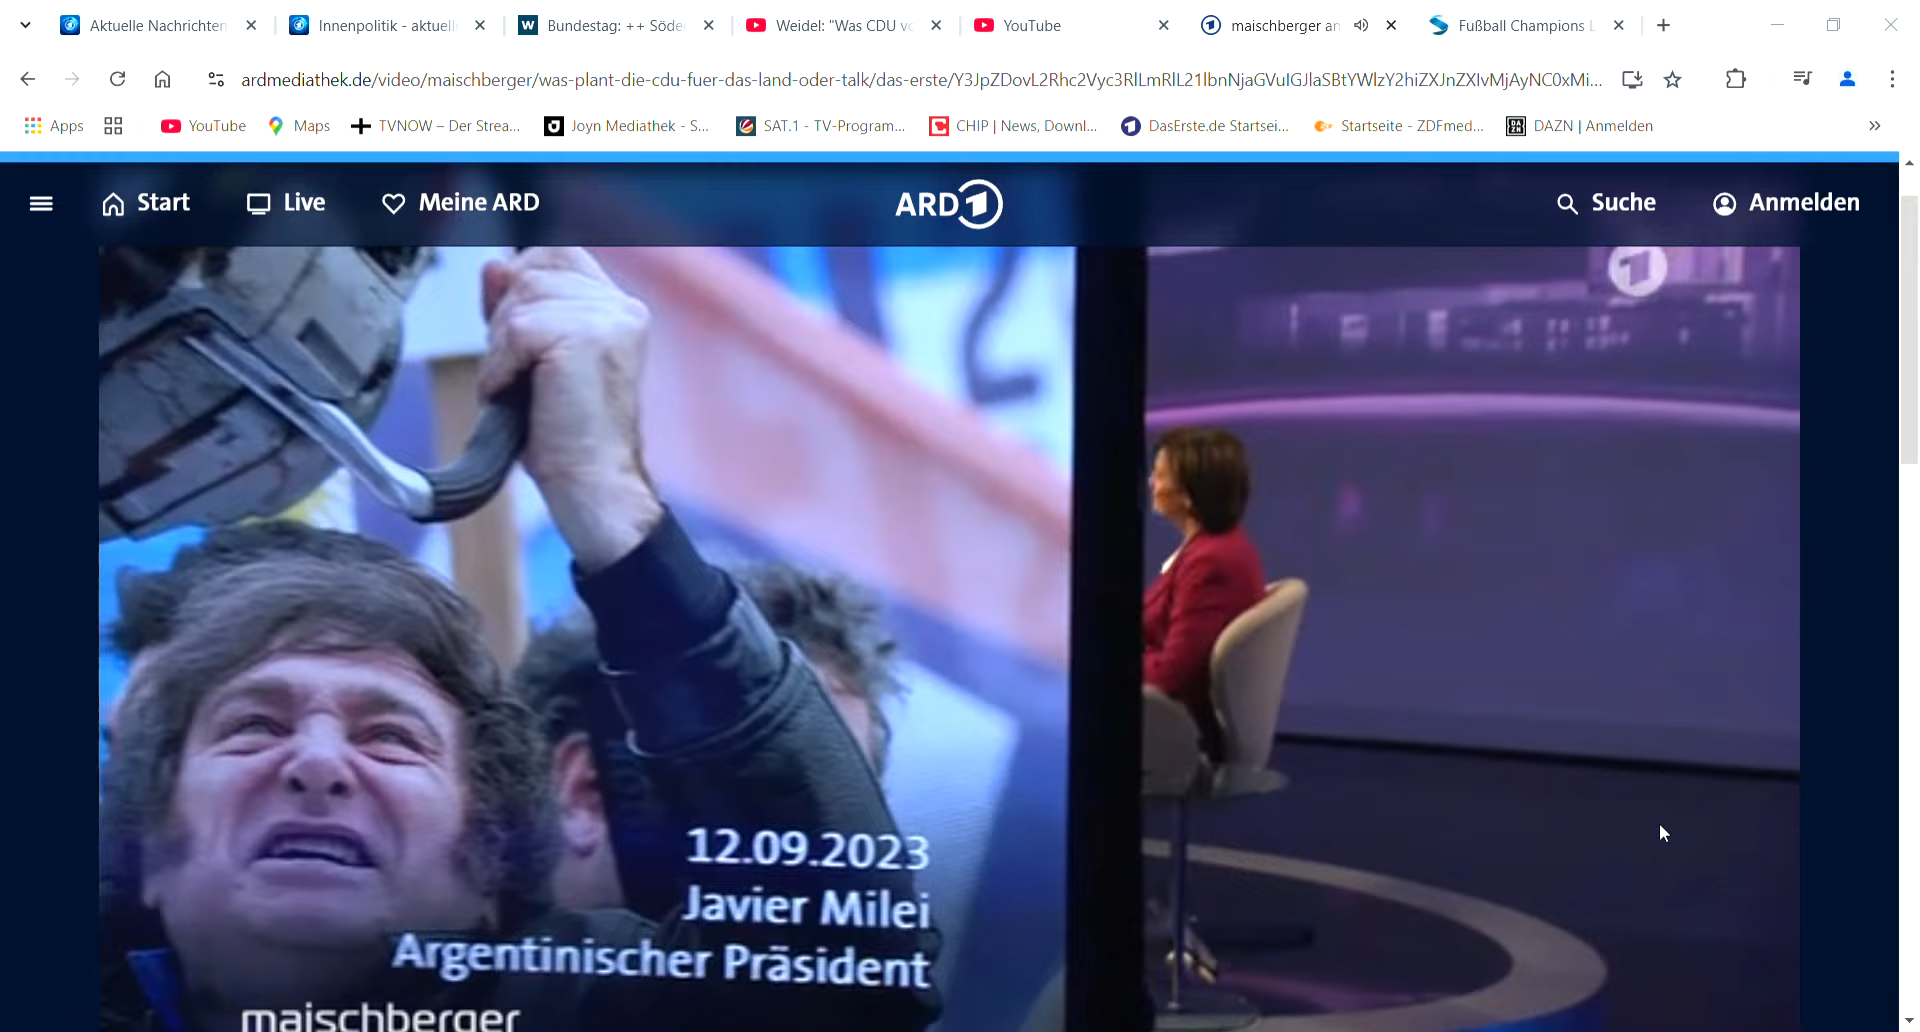 Aktuelle Nachrichten
Innenpolitik - aktuelle
Bundestag: ++ Söde
Weidel: "Was CDU vo
YouTube
maischberger an
Fußball Champions L
ardmediathek.de/video/maischberger/was-plant-die-cdu-fuer-das-land-oder-talk/das-erste/Y3JpZDovL2Rhc2Vyc3RlLmRlL21lbnNjaGVuIGJlaSBtYWlzY2hiZXJnZXIvMjAyNC0xMi...
Apps
YouTube
Maps
TVNOW – Der Strea...
Joyn Mediathek - S...
SAT.1 - TV-Program...
CHIP | News, Downl...
DasErste.de Startsei...
Startseite - ZDFmed...
DAZN | Anmelden
Start
Live
Meine ARD
ARD 1
Suche
Anmelden
12.09.2023
Javier Milei
Argentinischer Präsident
maischberger